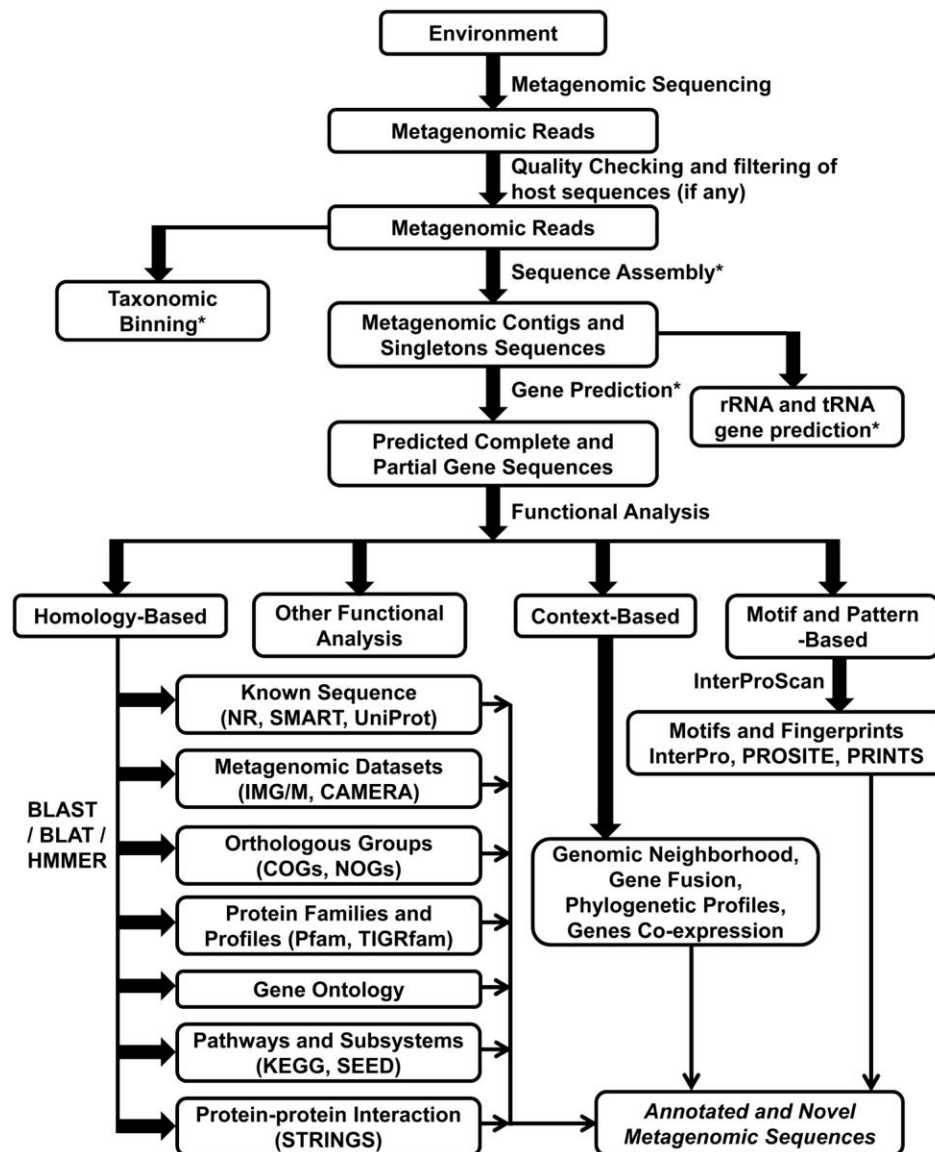 Environment
Metagenomic Sequencing
Metagenomic Reads
Quality Checking and filtering of
host sequences (if any)
Metagenomic Reads
Sequence Assembly*
Taxonomic
Binning*
Metagenomic Contigs and
Singletons Sequences
Gene Prediction*
rRNA and tRNA
gene prediction*
Predicted Complete and
Partial Gene Sequences
Functional Analysis
Homology-Based
Other Functional
Analysis
Context-Based
Motif and Pattern
-Based
InterProScan
Motifs and Fingerprints
InterPro, PROSITE, PRINTS
BLAST
/ BLAT /
HMMER
Known Sequence
(NR, SMART, UniProt)
Metagenomic Datasets
(IMG/M, CAMERA)
Orthologous Groups
(COGs, NOGs)
Protein Families and
Profiles (Pfam, TIGRfam)
Gene Ontology
Pathways and Subsystems
(KEGG, SEED)
Protein-protein Interaction
(STRINGS)
Genomic Neighborhood,
Gene Fusion,
Phylogenetic Profiles,
Genes Co-expression
Annotated and Novel
Metagenomic Sequences